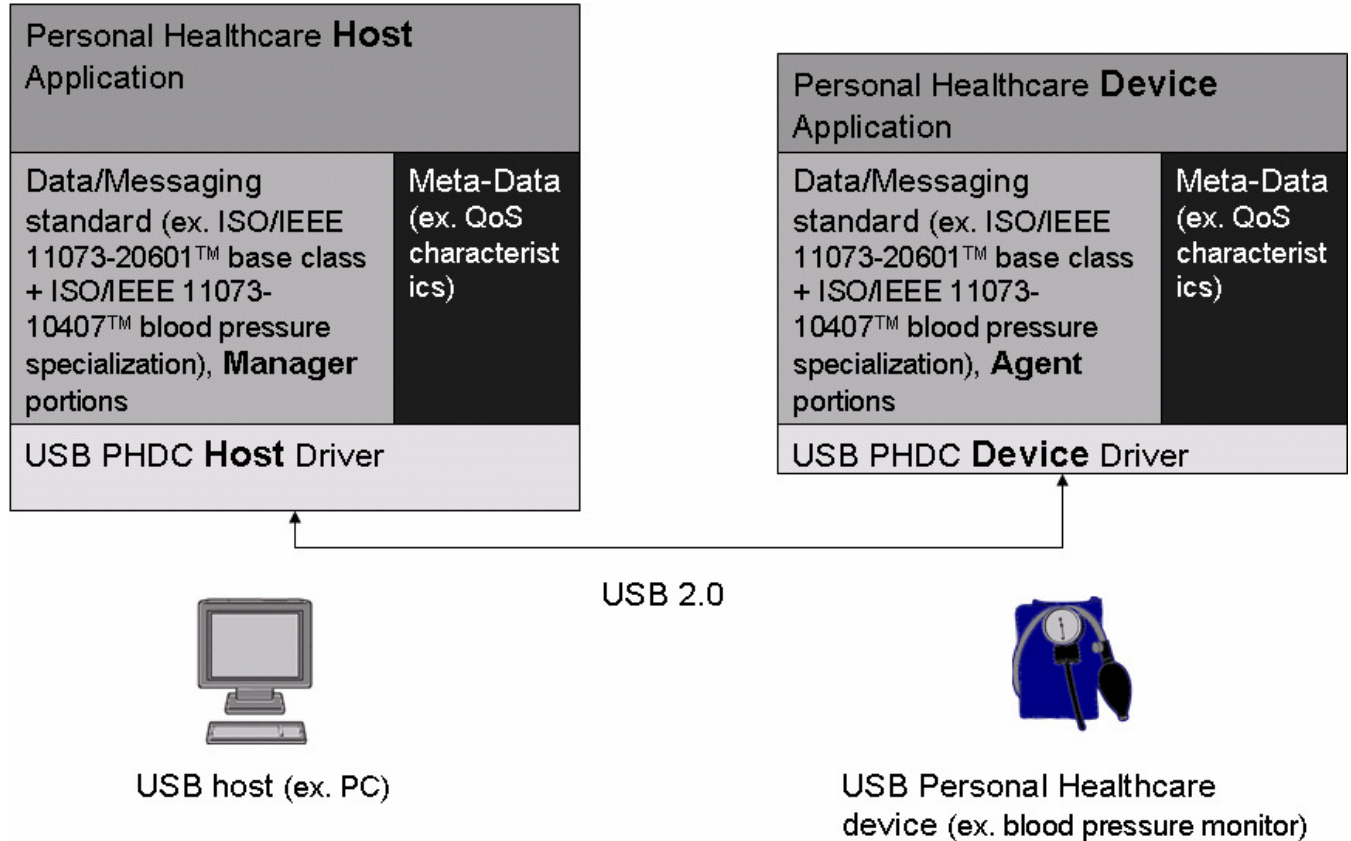 Personal Healthcare Host
Application
Data/Messaging
standard (ex. ISO/IEEE
11073-20601™ base class
+ ISO/IEEE 11073-
10407™ blood pressure
specialization), Manager
portions
Meta-Data
(ex. QoS
characterist
ics)
USB PHDC Host Driver
Personal Healthcare Device
Application
Data/Messaging
standard (ex. ISO/IEEE
11073-20601™ base class
+ ISO/IEEE 11073-
10407™ blood pressure
specialization), Agent
portions
Meta-Data
(ex. QoS
characterist
ics)
USB PHDC Device Driver
USB 2.0
USB host (ex. PC)
USB Personal Healthcare
device (ex. blood pressure monitor)